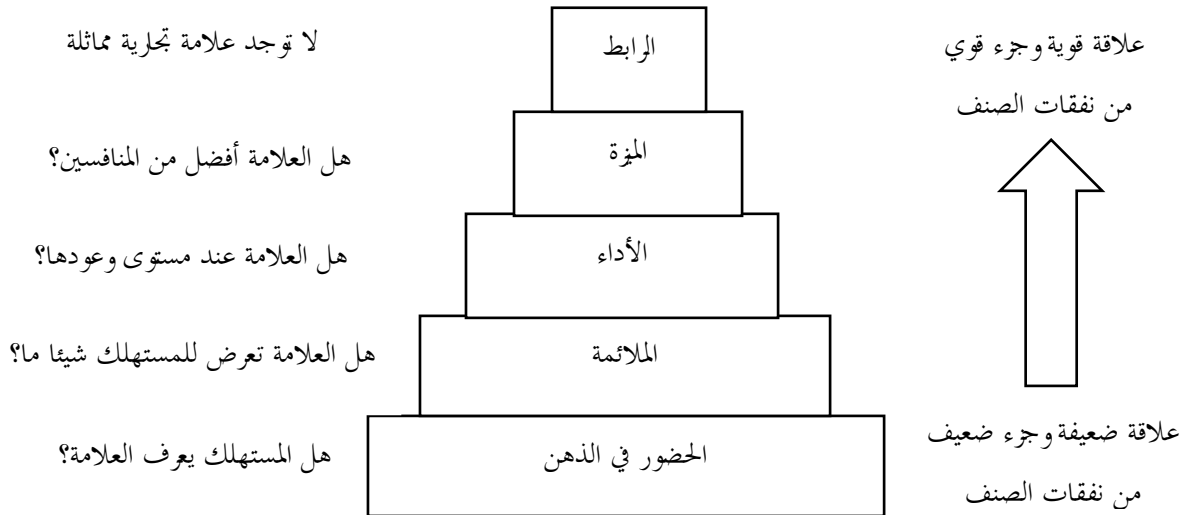 علاقة قوية وجزء قوي
من نفقات الصنف
الرابط
لا توجد علامة تجارية مماثلة
الميزة
هل العلامة أفضل من المنافسين؟
الأداء
هل العلامة عند مستوى وعودها؟
الملائمة
هل العلامة تعرض للمستهلك شيئا ما؟
علاقة ضعيفة وجزء ضعيف
من نفقات الصنف
الحضور في الذهن
هل المستهلك يعرف العلامة؟